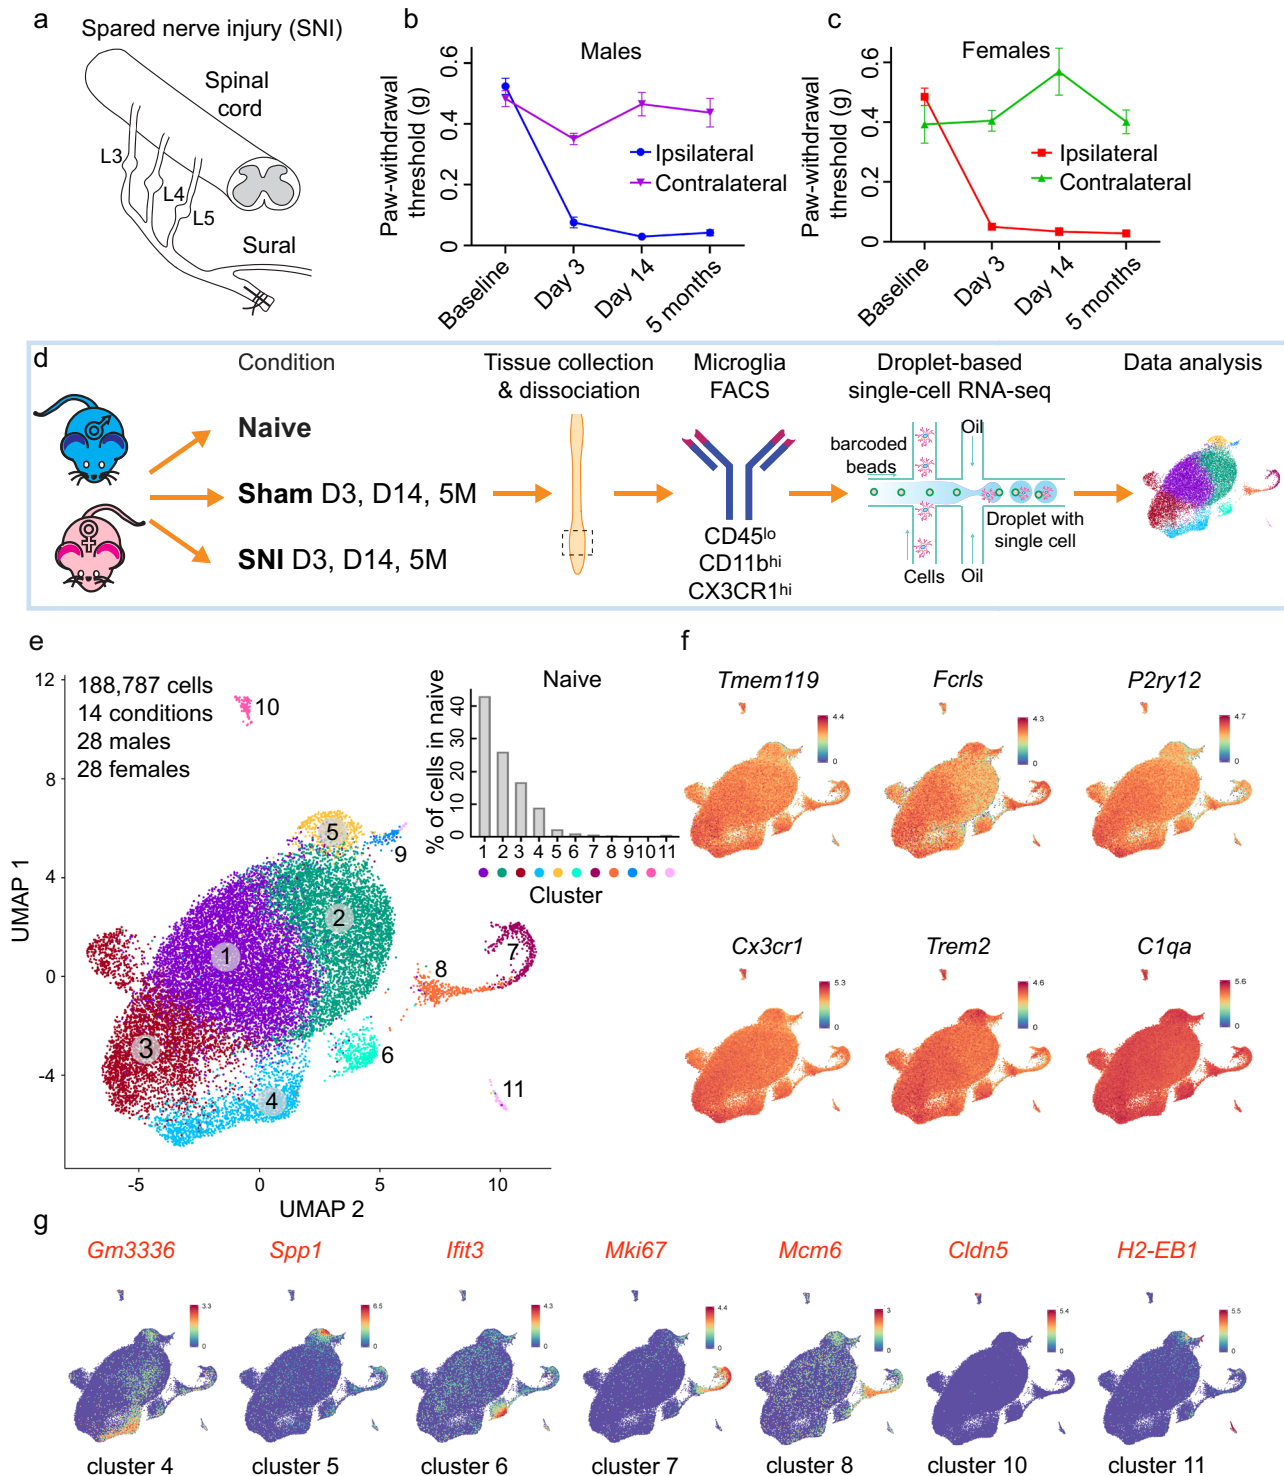 a
Spared nerve injury (SNI)
Spinal
cord
L3
L4
L5
Sural
b
Males
Paw-withdrawal
threshold (g)
0.6
0.4
0.2
0
Ipsilateral
Contralateral
Baseline
Day 3
Day 14
5 months
c
Females
Paw-withdrawal
threshold (g)
0.6
0.4
0.2
0
Ipsilateral
Contralateral
Baseline
Day 3
Day 14
5 months
d
Condition
Naive
Sham D3, D14, 5M
SNI D3, D14, 5M
Tissue collection
& dissociation
Microglia
FACS
CD45lo
CD11bhi
CX3CR1hi
Droplet-based
single-cell RNA-seq
barcoded
beads
Oil
Droplet with
single cell
Cells
Oil
Data analysis
e
188,787 cells
14 conditions
28 males
28 females
UMAP 1
12
8
4
0
-4
-5
0
5
10
UMAP 2
1
2
3
4
5
6
7
8
9
10
11
Naive
% of cells in naive
40
30
20
10
0
1 2 3 4 5 6 7 8 9 10 11
Cluster
f
Tmem119
4.4
0
Fcrls
4.3
0
P2ry12
4.7
0
Cx3cr1
5.3
0
Trem2
4.6
0
C1qa
5.6
0
g
Gm3336
3.3
0
cluster 4
Spp1
6.5
0
cluster 5
Ifit3
4.3
0
cluster 6
Mki67
4.4
0
cluster 7
Mcm6
3
0
cluster 8
Cldn5
5.4
0
cluster 10
H2-EB1
5.5
0
cluster 11